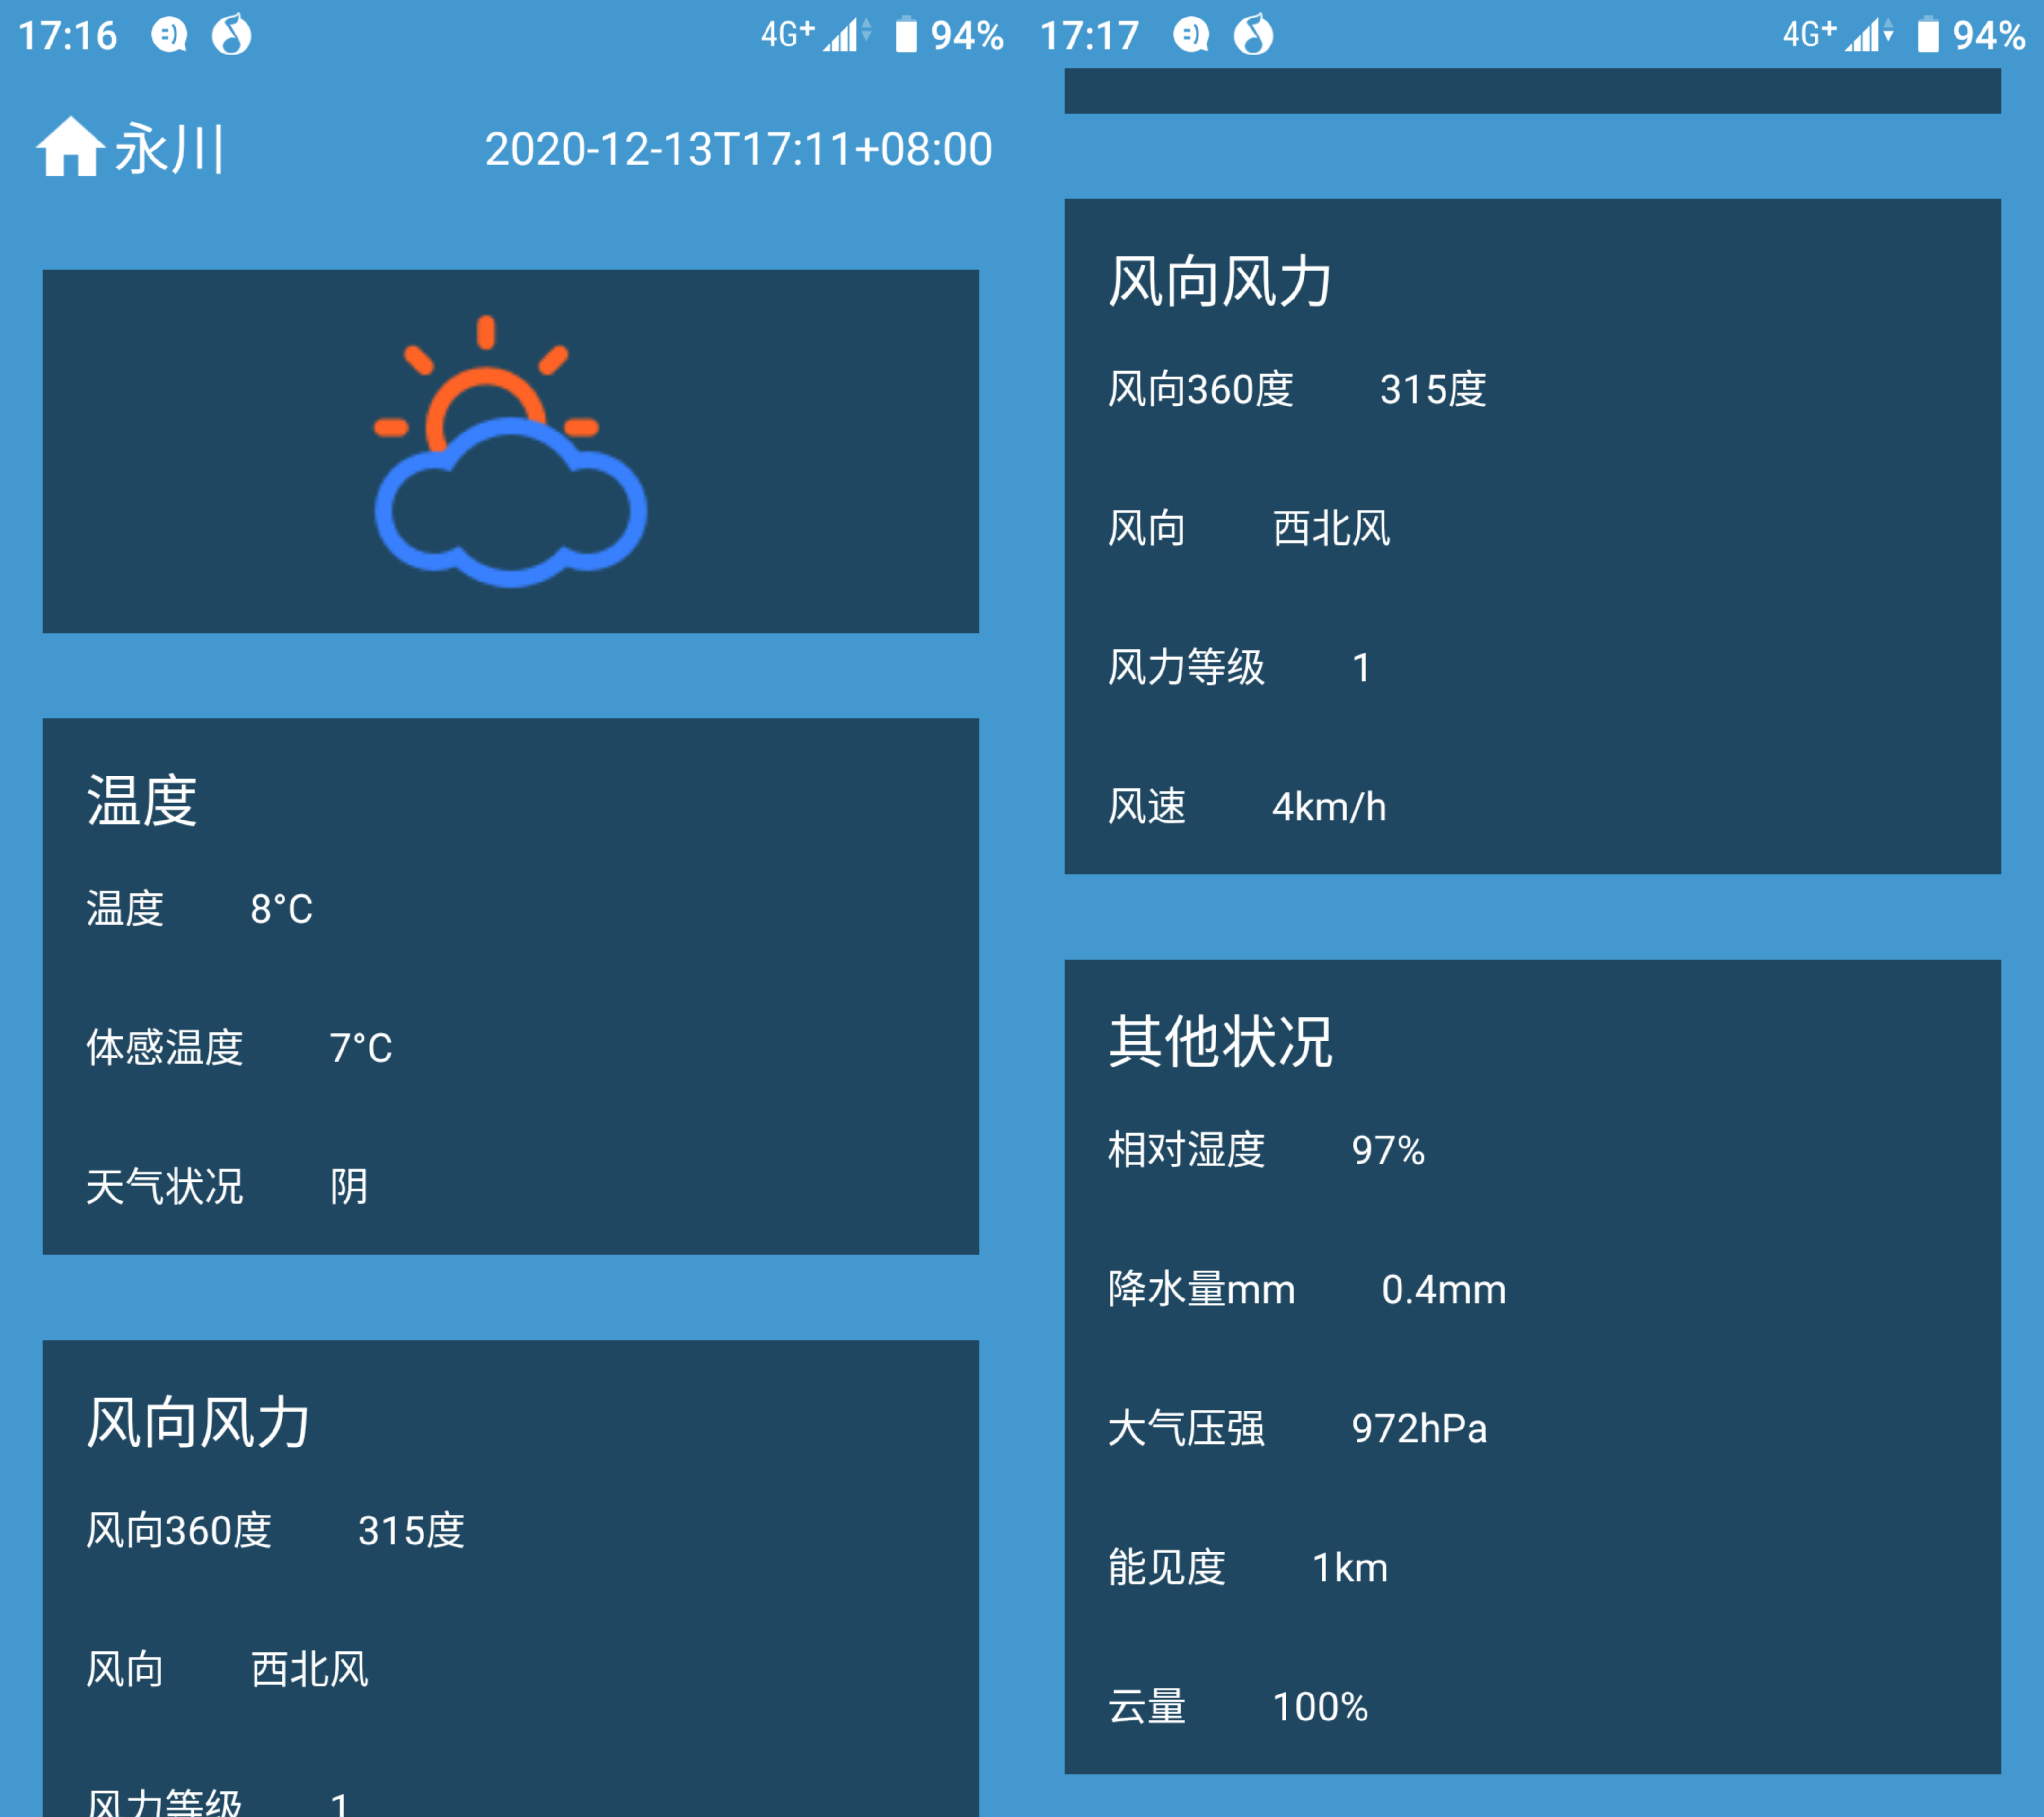 17:16 4G+ 94%
永川 2020-12-13T17:11+08:00
温度
温度 8°C
体感温度 7°C
天气状况 阴
风向风力
风向360度 315度
风向 西北风
风力等级 1
17:17 4G+ 94%
风向风力
风向360度 315度
风向 西北风
风力等级 1
风速 4km/h
其他状况
相对湿度 97%
降水量mm 0.4mm
大气压强 972hPa
能见度 1km
云量 100%